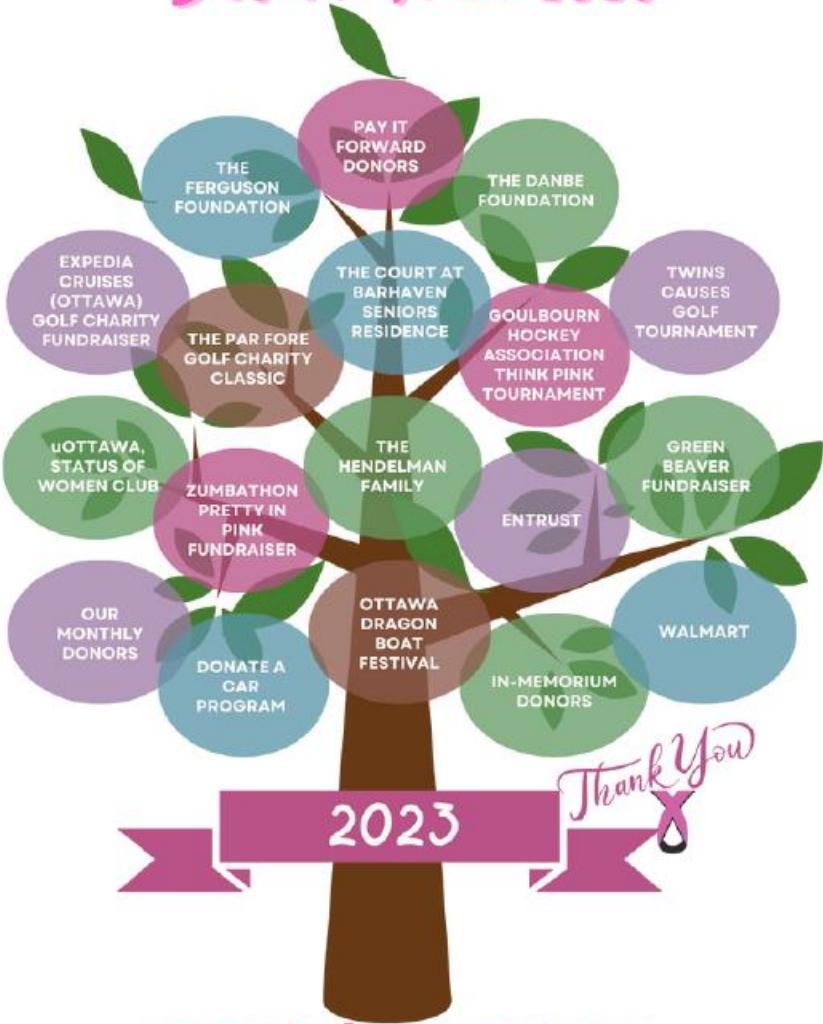 PAY IT
FORWARD
DONORS
THE
FERGUSON
FOUNDATION
THE DANBE
FOUNDATION
EXPEDIA
CRUISES
(OTTAWA)
GOLF CHARITY
FUNDRAISER
THE COURT AT
BARHAVEN
SENIORS
RESIDENCE
TWINS
CAUSES
GOLF
TOURNAMENT
THE PAR FORE
GOLF CHARITY
CLASSIC
GOULBOURN
HOCKEY
ASSOCIATION
THINK PINK
TOURNAMENT
uOTTAWA,
STATUS OF
WOMEN CLUB
THE
HENDELMAN
FAMILY
GREEN
BEAVER
FUNDRAISER
ZUMBATHON
PRETTY IN
PINK
FUNDRAISER
ENTRUST
OUR
MONTHLY
DONORS
OTTAWA
DRAGON
BOAT
FESTIVAL
WALMART
DONATE A
CAR
PROGRAM
IN-MEMORIUM
DONORS
Thank You
2023